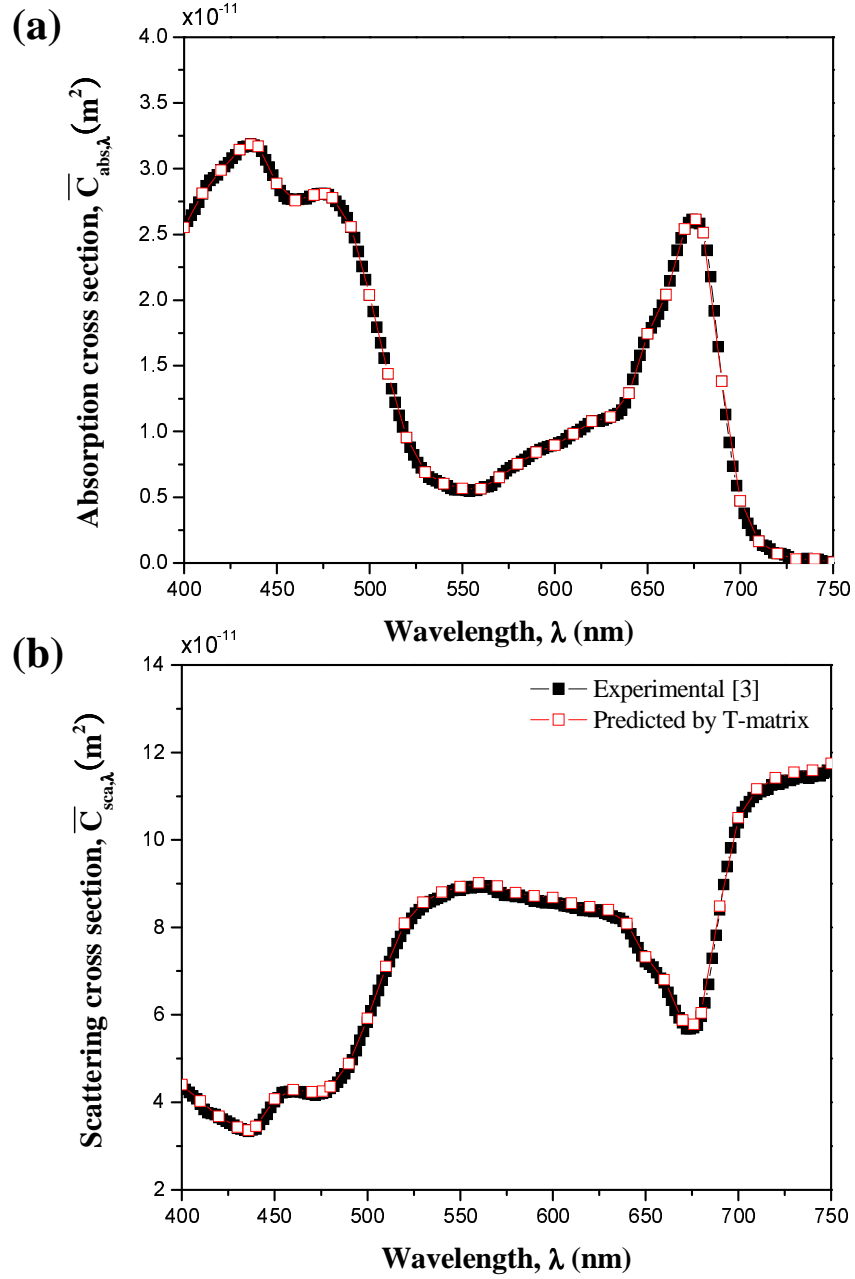 (a)
x10⁻¹¹
4.0
3.5
3.0
2.5
2.0
1.5
1.0
0.5
0.0
Absorption cross section, C̅abs,λ (m²)
400 450 500 550 600 650 700 750
Wavelength, λ (nm)
(b)
x10⁻¹¹
14
12
10
8
6
4
2
Scattering cross section, C̅sca,λ (m²)
Experimental [3]
Predicted by T-matrix
400 450 500 550 600 650 700 750
Wavelength, λ (nm)